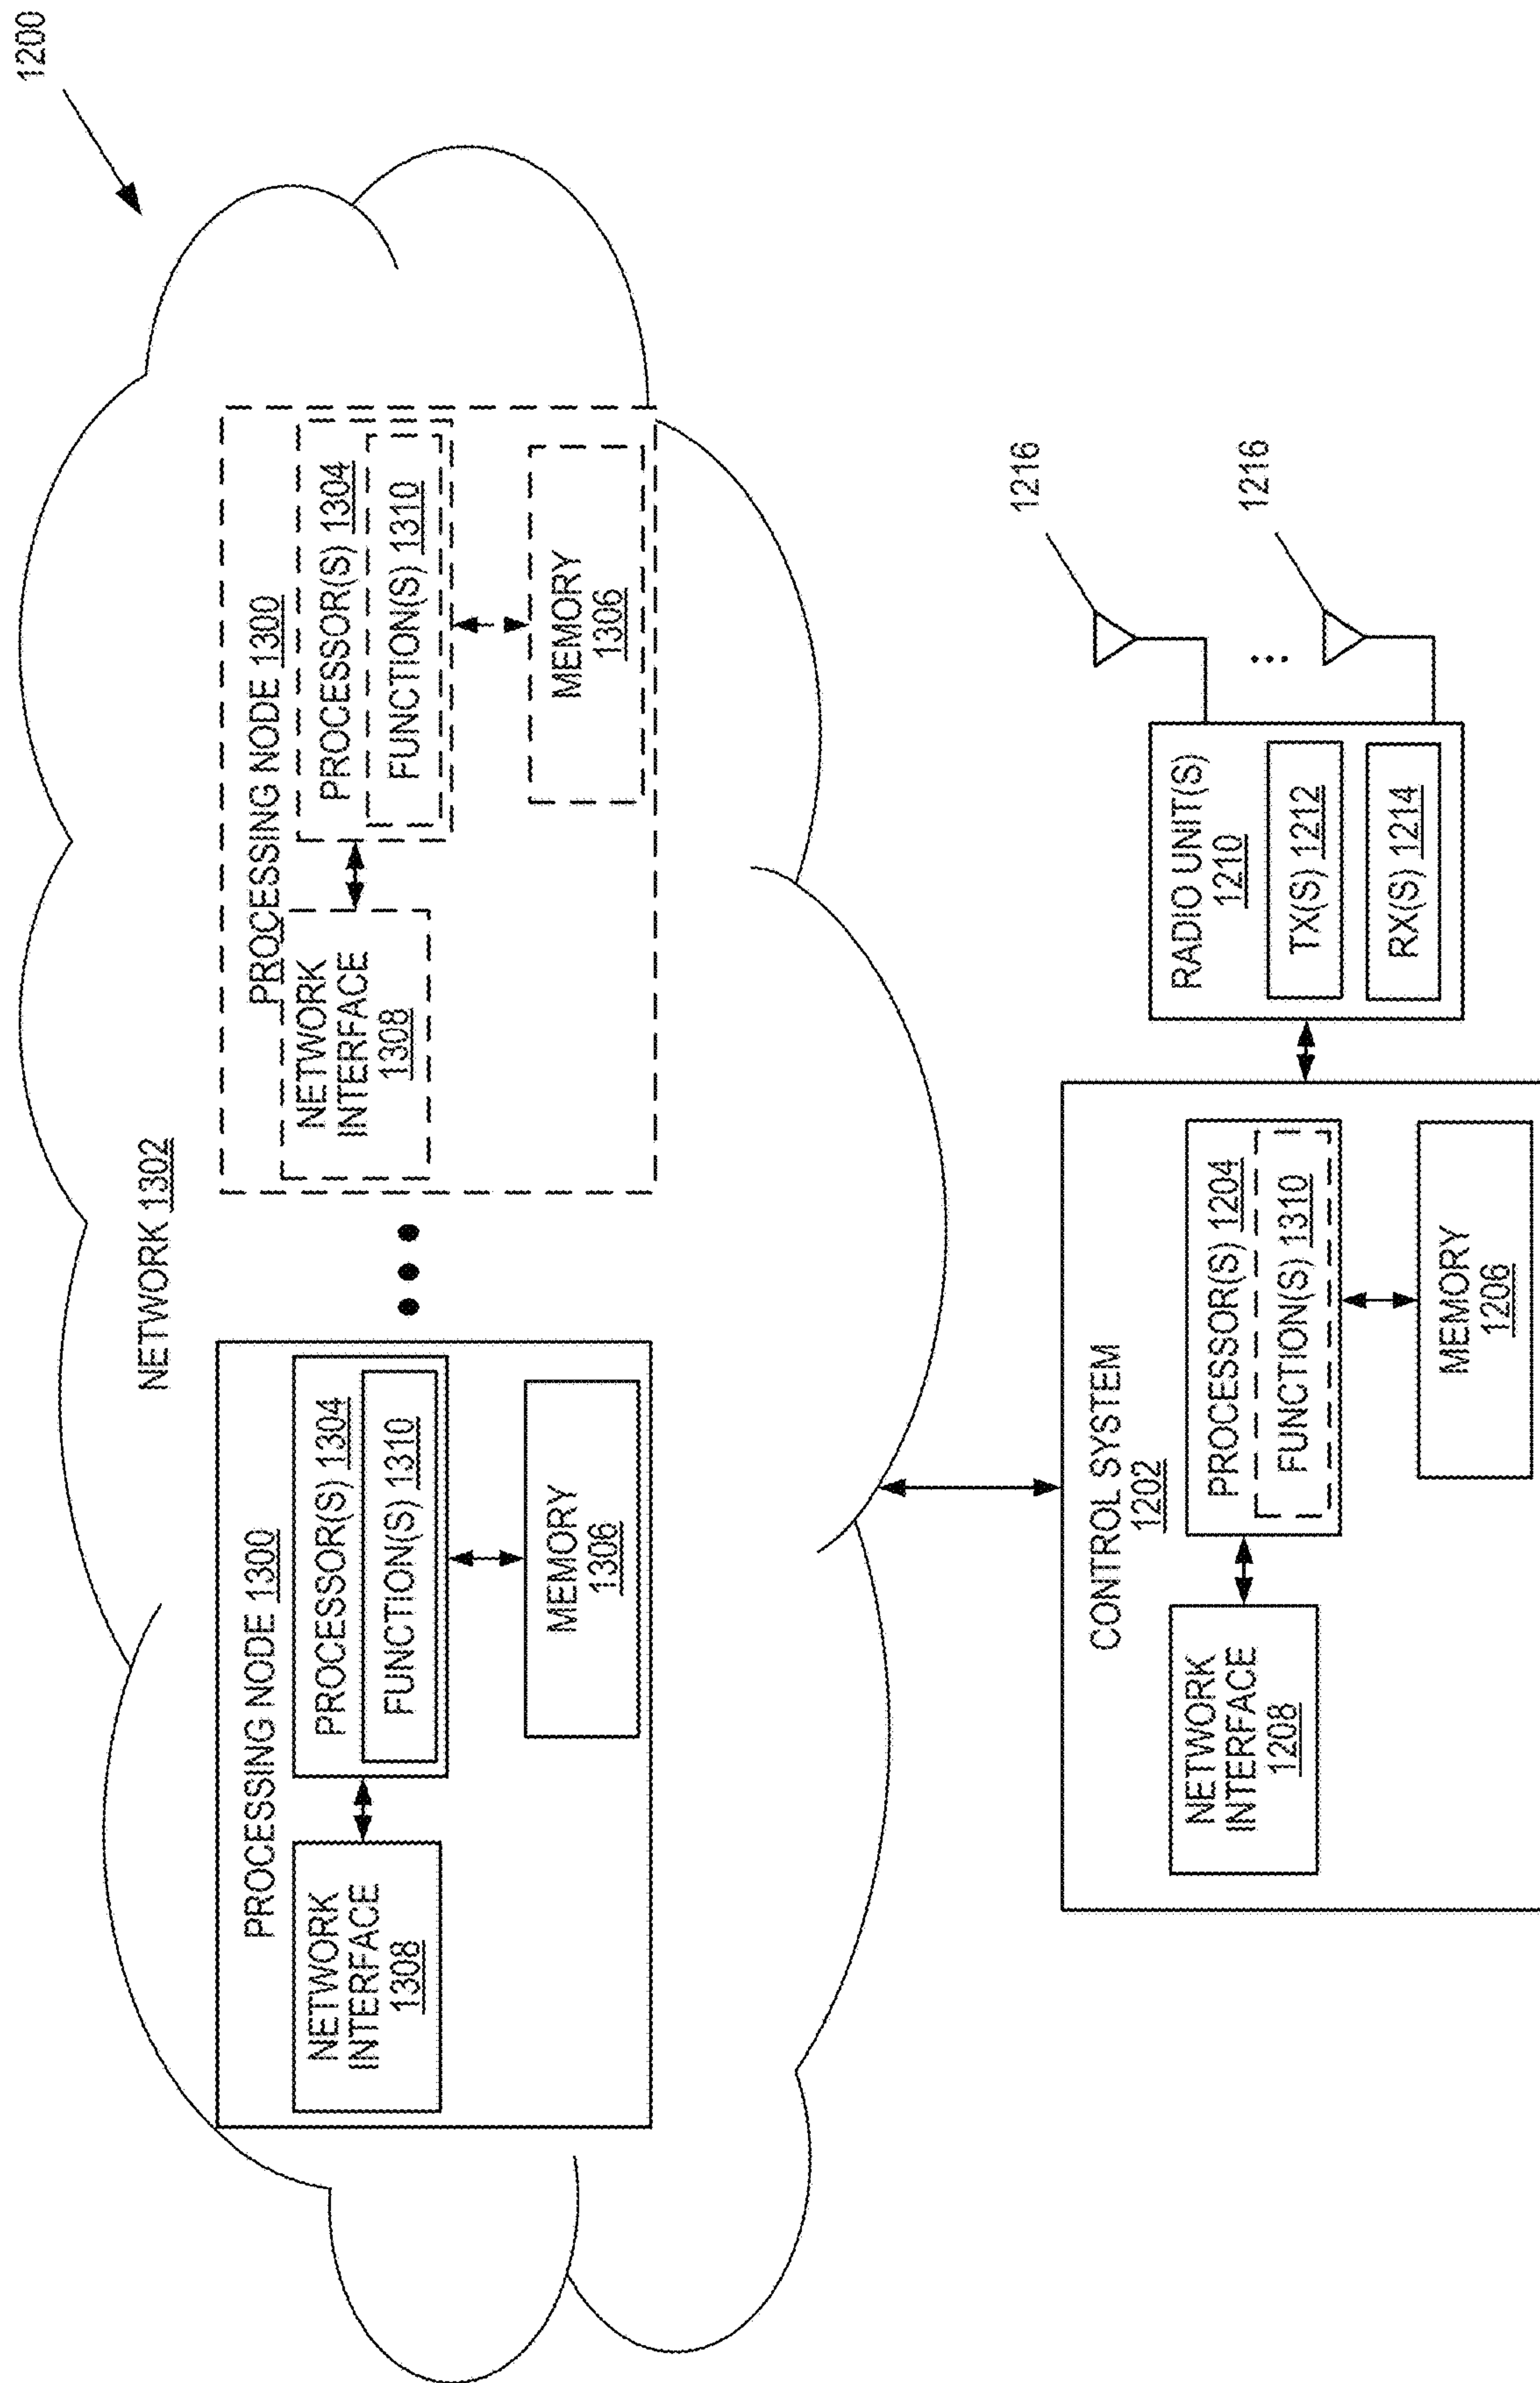 1200
NETWORK 1302
PROCESSING NODE 1300
NETWORK
INTERFACE
1308
PROCESSOR(S) 1304
FUNCTION(S) 1310
MEMORY
1306
PROCESSING NODE 1300
NETWORK
INTERFACE
1308
PROCESSOR(S) 1304
FUNCTION(S) 1310
MEMORY
1306
CONTROL SYSTEM
1202
NETWORK
INTERFACE
1208
PROCESSOR(S) 1204
FUNCTION(S) 1310
MEMORY
1206
RADIO UNIT(S)
1210
TX(S) 1212
RX(S) 1214
1216
1216